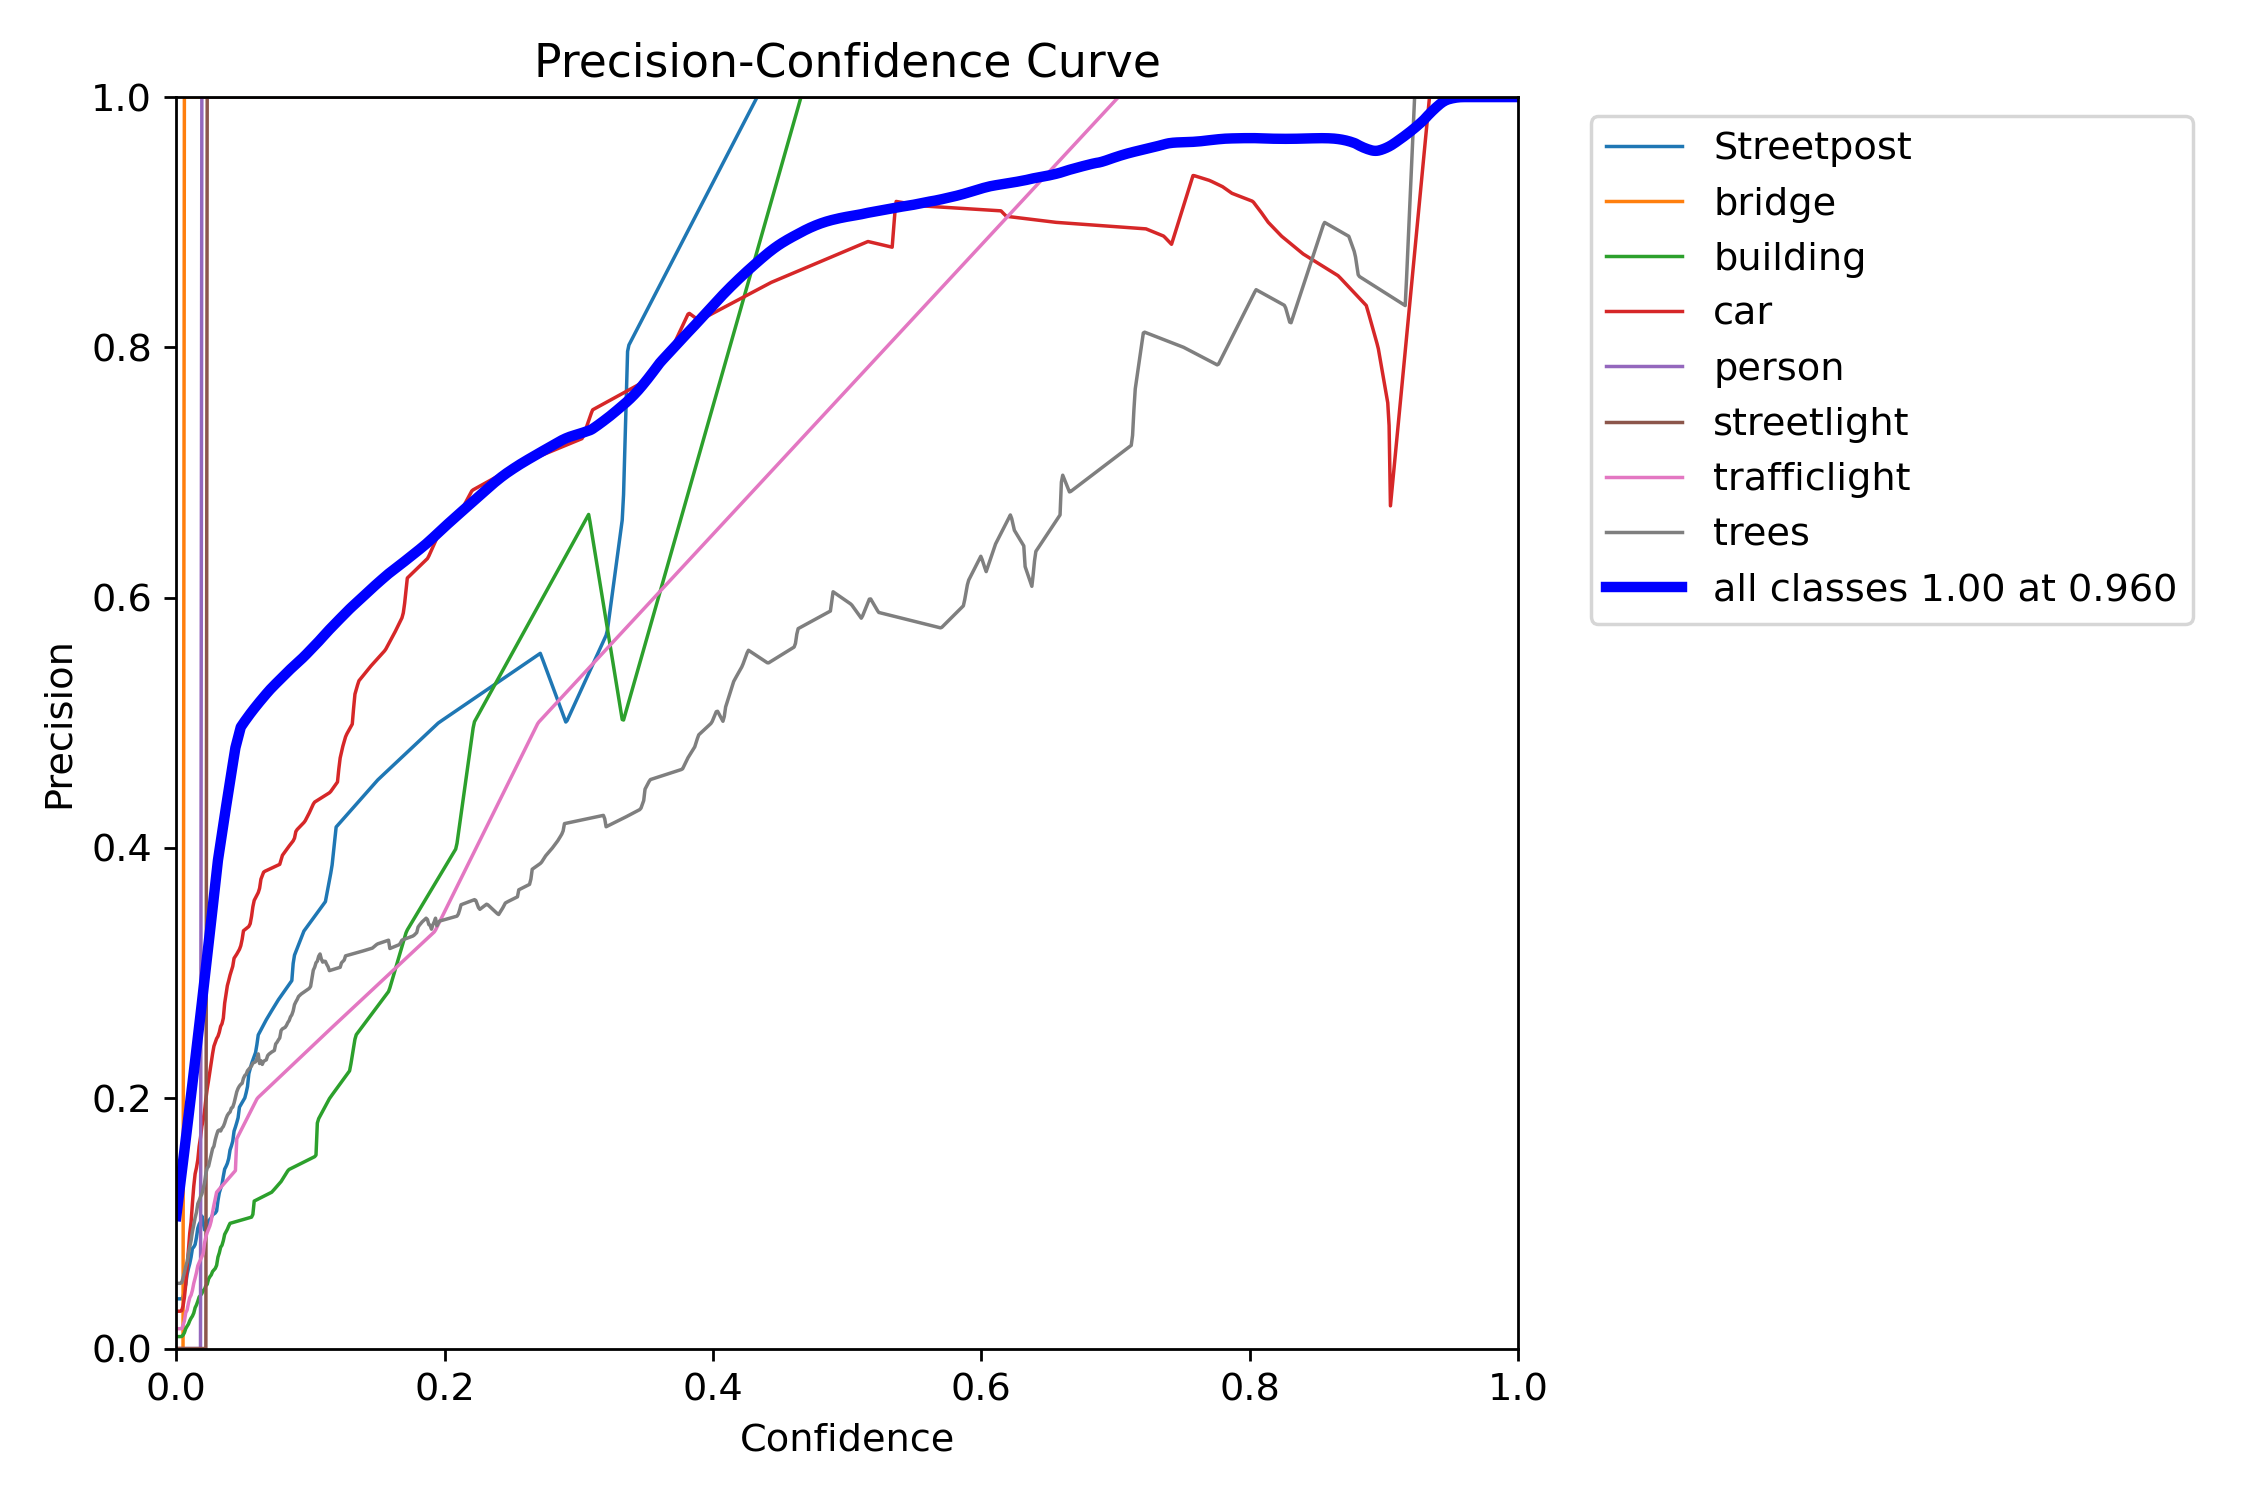 Precision-Confidence Curve
1.0
0.8
0.6
0.4
0.2
0.0
Precision
0.0 0.2 0.4 0.6 0.8 1.0
Confidence
Streetpost
bridge
building
car
person
streetlight
trafficlight
trees
all classes 1.00 at 0.960